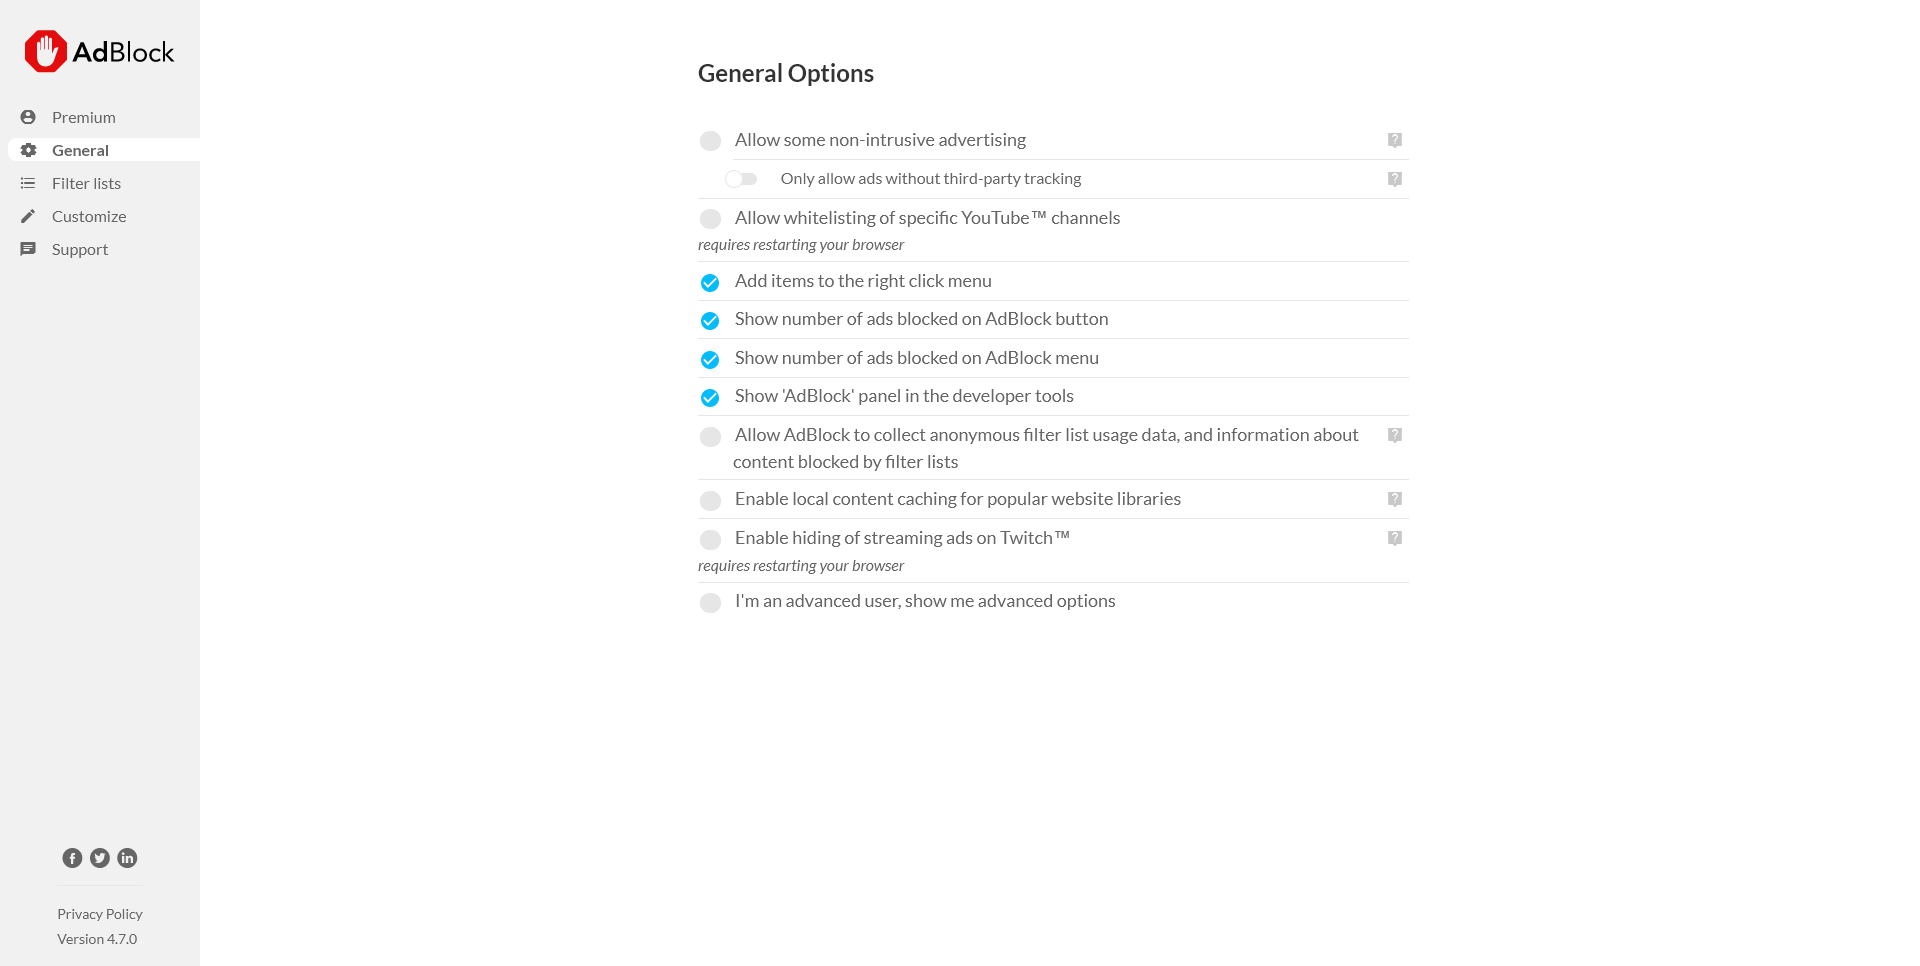 AdBlock
Premium
General
Filter lists
Customize
Support
General Options
Allow some non-intrusive advertising
Only allow ads without third-party tracking
Allow whitelisting of specific YouTube™ channels
requires restarting your browser
Add items to the right click menu
Show number of ads blocked on AdBlock button
Show number of ads blocked on AdBlock menu
Show 'AdBlock' panel in the developer tools
Allow AdBlock to collect anonymous filter list usage data, and information about
content blocked by filter lists
Enable local content caching for popular website libraries
Enable hiding of streaming ads on Twitch™
requires restarting your browser
I'm an advanced user, show me advanced options
Privacy Policy
Version 4.7.0